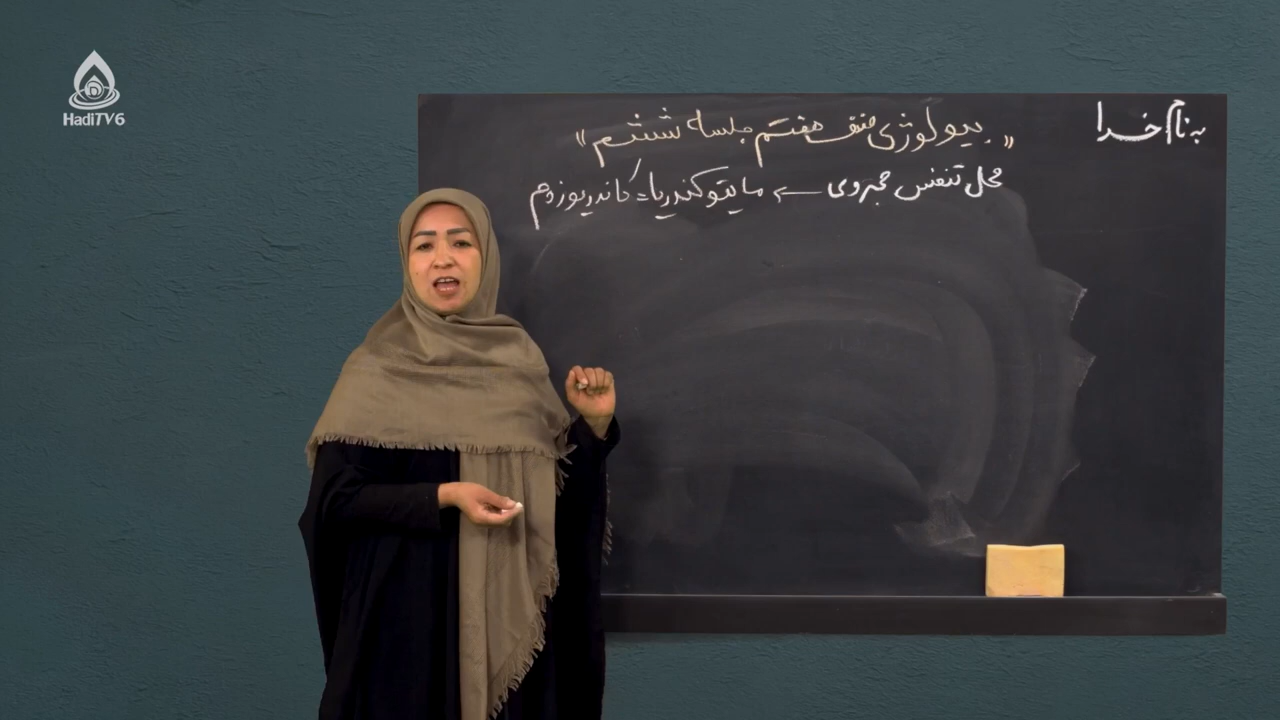 HadiTV6
به نام خدا
« بیولوژی صنف هفتم جلسه ششم »
محل تنفس حجروی ← مایتوکندریا = کاندریوزوم